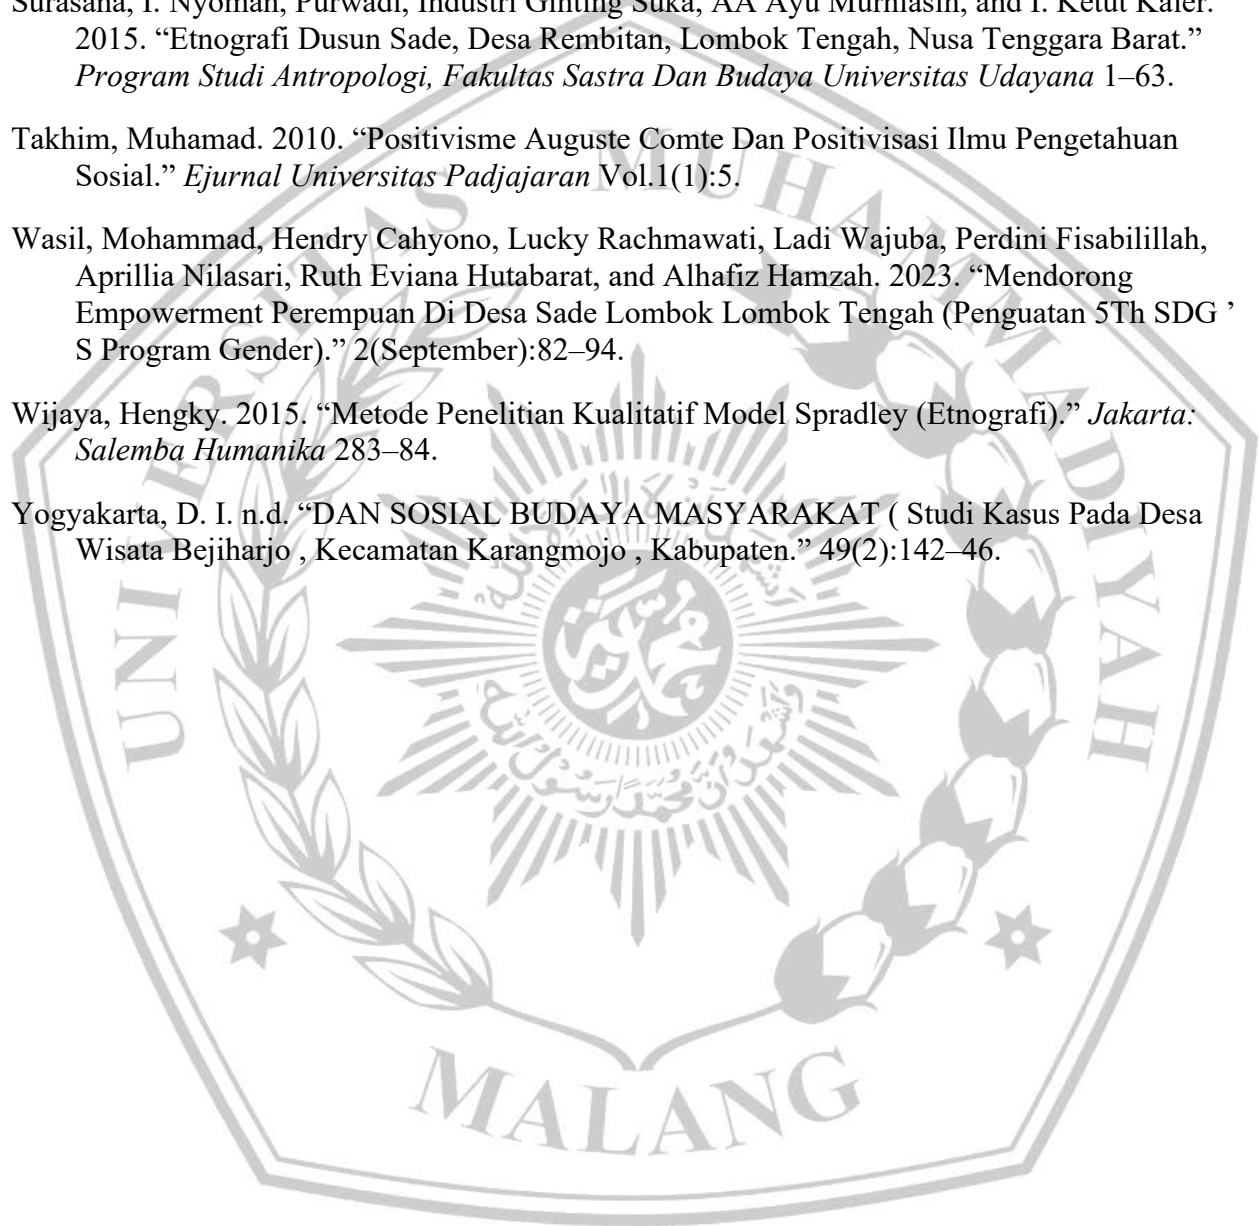 Surasana, I. Nyoman, Purwadi, Industri Ginting Suka, AA Ayu Murniasih, and I. Ketut Kaler.
2015. “Etnografi Dusun Sade, Desa Rembitan, Lombok Tengah, Nusa Tenggara Barat.”
Program Studi Antropologi, Fakultas Sastra Dan Budaya Universitas Udayana 1–63.
Takhim, Muhamad. 2010. “Positivisme Auguste Comte Dan Positivisasi Ilmu Pengetahuan
Sosial.” Ejurnal Universitas Padjajaran Vol.1(1):5.
Wasil, Mohammad, Hendry Cahyono, Lucky Rachmawati, Ladi Wajuba, Perdini Fisabilillah,
Aprillia Nilasari, Ruth Eviana Hutabarat, and Alhafiz Hamzah. 2023. “Mendorong
Empowerment Perempuan Di Desa Sade Lombok Lombok Tengah (Penguatan 5Th SDG ’
S Program Gender).” 2(September):82–94.
Wijaya, Hengky. 2015. “Metode Penelitian Kualitatif Model Spradley (Etnografi).” Jakarta:
Salemba Humanika 283–84.
Yogyakarta, D. I. n.d. “DAN SOSIAL BUDAYA MASYARAKAT ( Studi Kasus Pada Desa
Wisata Bejiharjo , Kecamatan Karangmojo , Kabupaten.” 49(2):142–46.
UNIVERSITAS MUHAMMADIYAH
MALANG